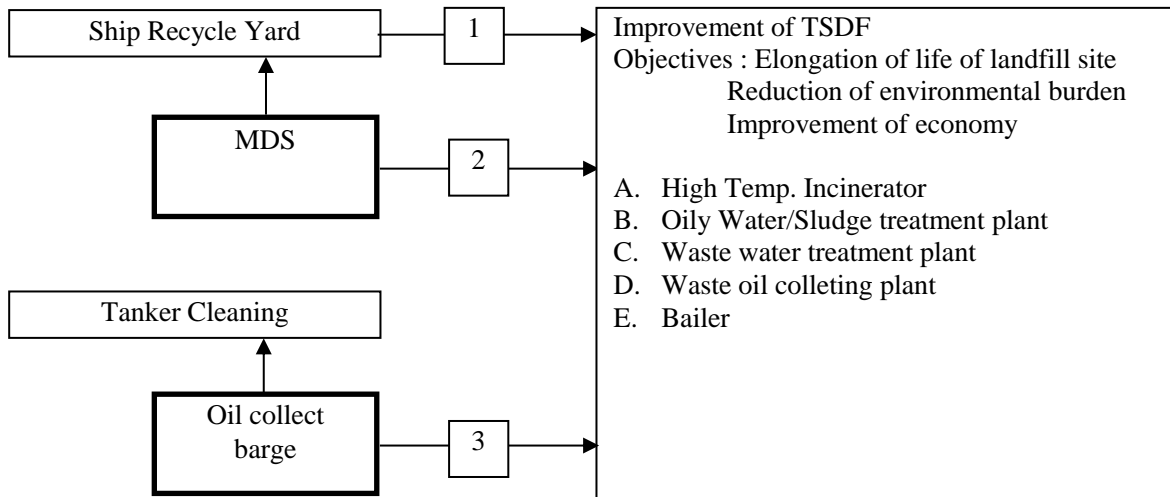 Ship Recycle Yard
1
MDS
2
Tanker Cleaning
Oil collect
barge
3
Improvement of TSDF
Objectives : Elongation of life of landfill site
Reduction of environmental burden
Improvement of economy
A. High Temp. Incinerator
B. Oily Water/Sludge treatment plant
C. Waste water treatment plant
D. Waste oil colleting plant
E. Bailer